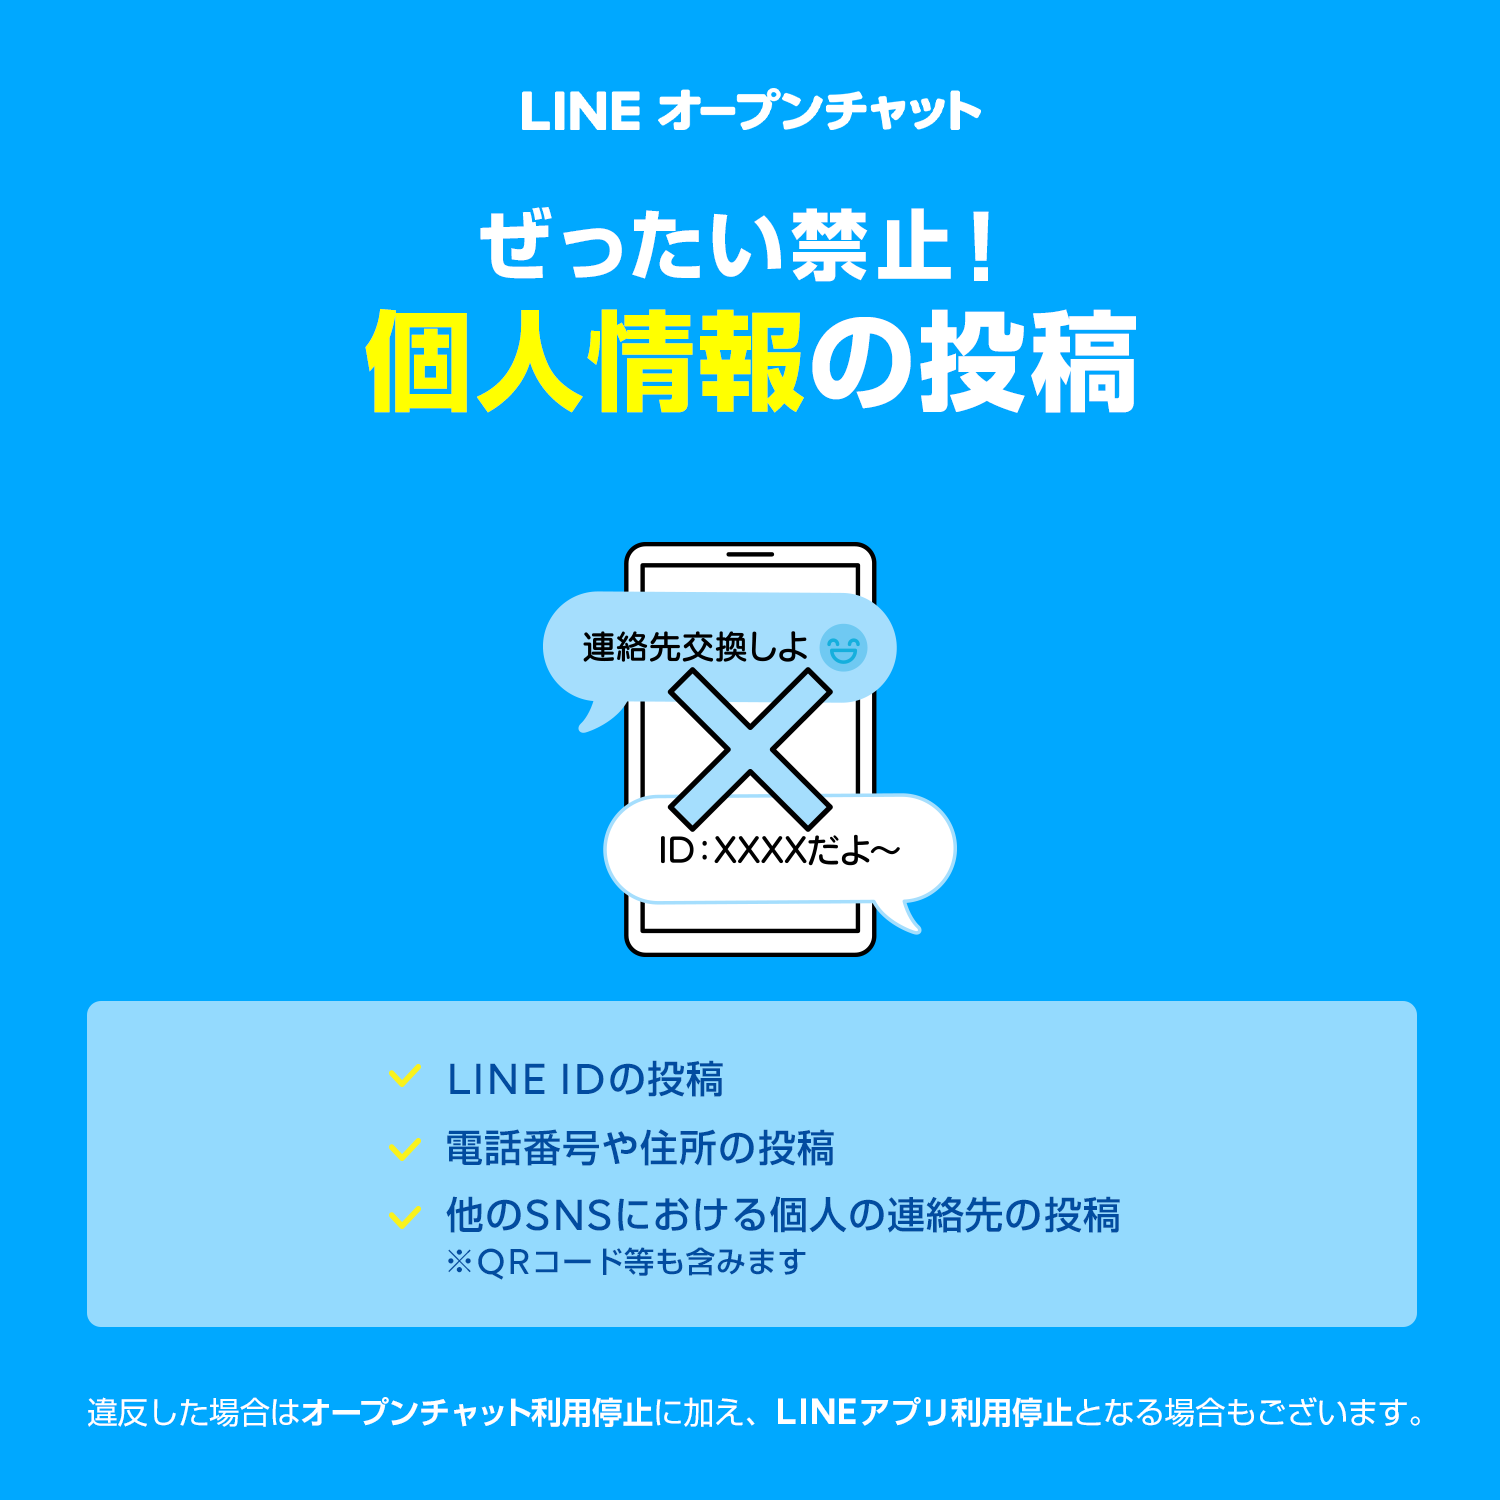 LINE オープンチャット
ぜったい禁止！
個人情報の投稿
連絡先交換しよ
ID：XXXXだよ〜
LINE IDの投稿
電話番号や住所の投稿
他のSNSにおける個人の連絡先の投稿
※QRコード等も含みます
違反した場合はオープンチャット利用停止に加え、LINEアプリ利用停止となる場合もございます。